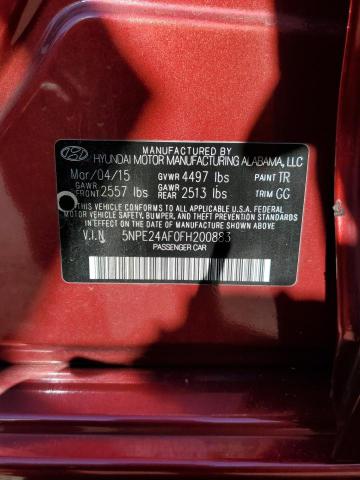 MANUFACTURED BY
HYUNDAI MOTOR MANUFACTURING ALABAMA, LLC
Mar/04/15 GVWR 4497 lbs PAINT TR
GAWR FRONT 2557 lbs GAWR REAR 2513 lbs TRIM GG
THIS VEHICLE CONFORMS TO ALL APPLICABLE U.S.A FEDERAL
MOTOR VEHICLE SAFETY, BUMPER, AND THEFT PREVENTION
STANDARDS IN EFFECT ON THE DATE OF MANUFACTURE SHOWN ABOVE.
V.I.N 5NPE24AF0FH200883
PASSENGER CAR